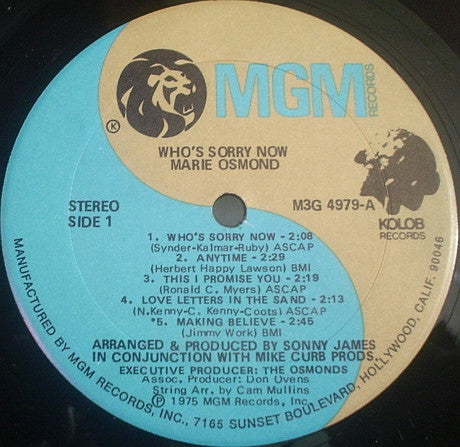 MGM
RECORDS
K
WHO'S SORRY NOW
MARIE OSMOND
STEREO
SIDE 1
M3G 4979-A
KOLOB
RECORDS
1. WHO'S SORRY NOW - 2:08
(Synder-Kalmar-Ruby) ASCAP
2. ANYTIME - 2:29
(Herbert Happy Lawson) BMI
3. THIS I PROMISE YOU - 2:19
(Ronald C. Myers) ASCAP
4. LOVE LETTERS IN THE SAND - 2:13
(N.Kenny-C. Kenny-Coots) ASCAP
*5. MAKING BELIEVE - 2:45
(Jimmy Work) BMI
ARRANGED & PRODUCED BY SONNY JAMES
IN CONJUNCTION WITH MIKE CURB PRODS.
EXECUTIVE PRODUCER: THE OSMONDS
Assoc. Producer: Don Ovens
String Arr. by Cam Mullins
Ⓟ 1975 MGM Records, Inc.
MANUFACTURED BY MGM RECORDS, INC., 7165 SUNSET BOULEVARD, HOLLYWOOD, CALIF. 90046